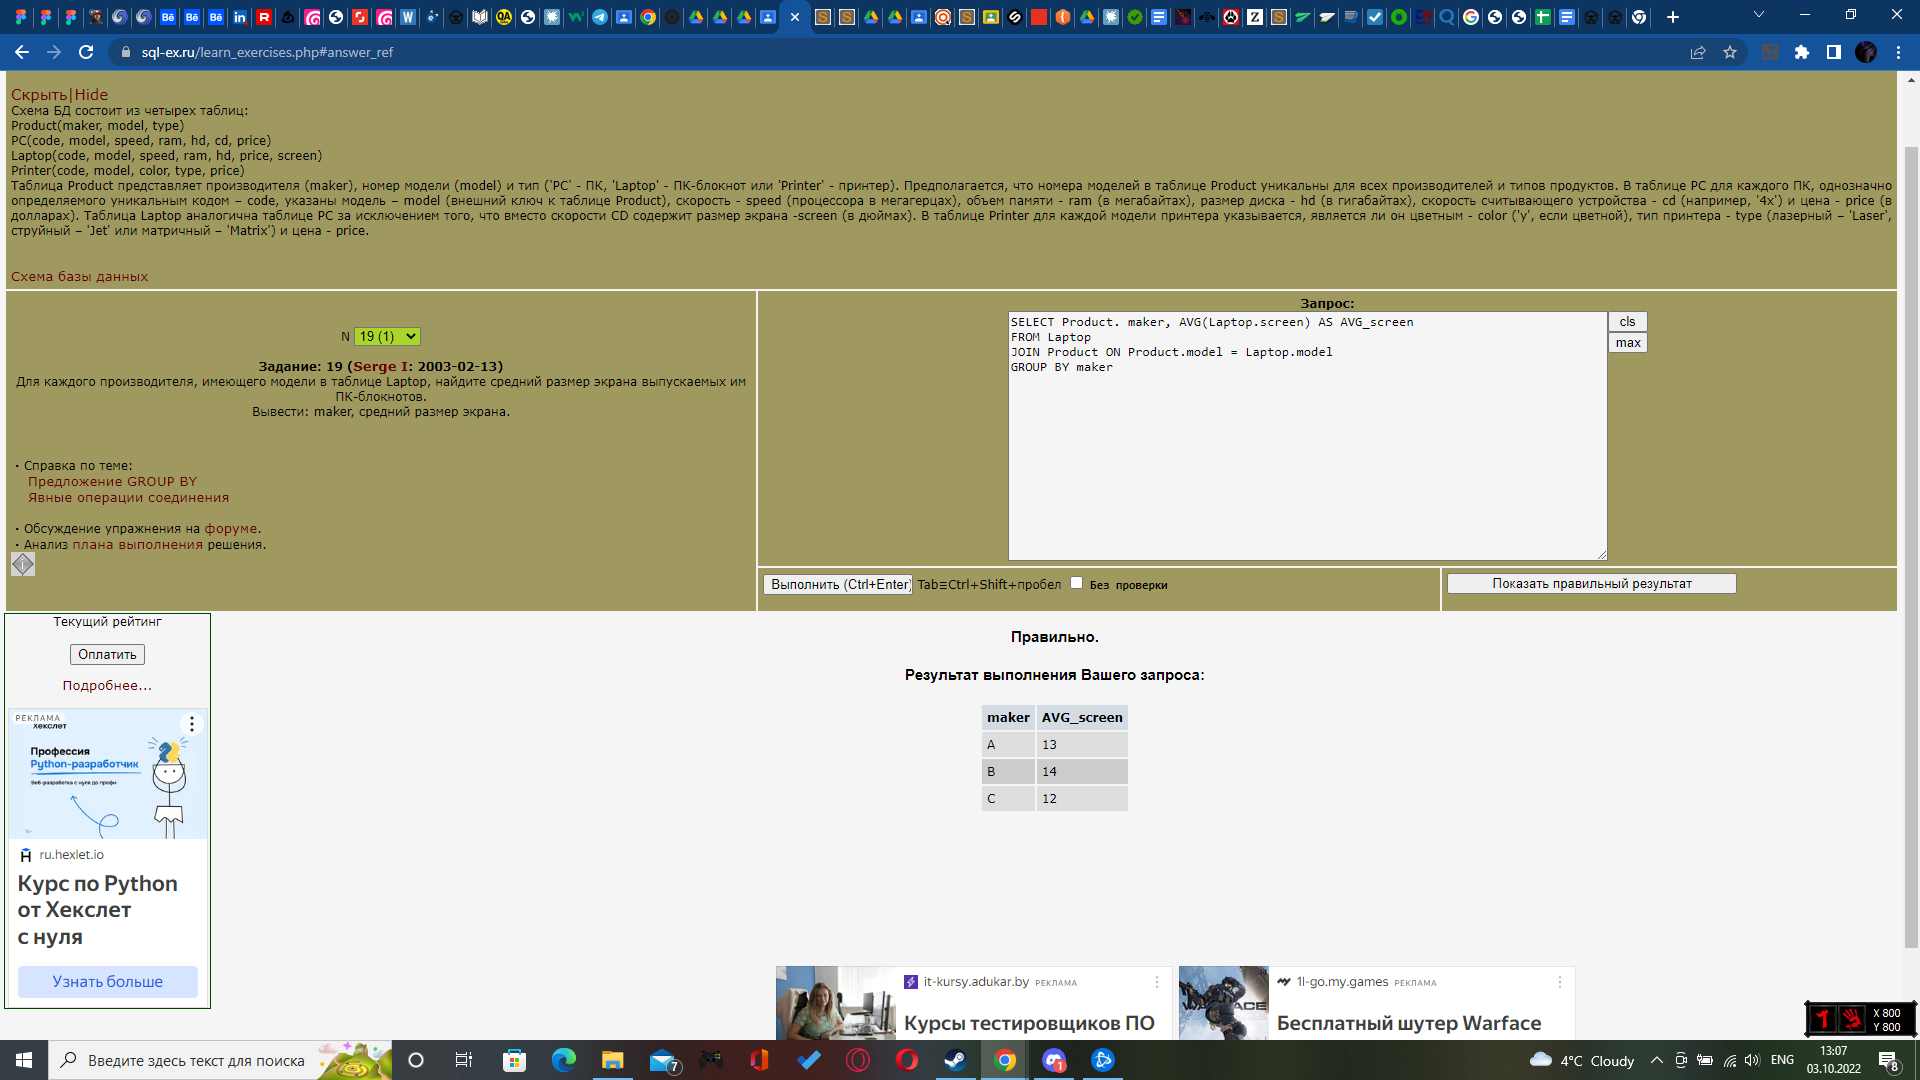 sql-ex.ru/learn_exercises.php#answer_ref
Скрыть|Hide
Схема БД состоит из четырех таблиц:
Product(maker, model, type)
PC(code, model, speed, ram, hd, cd, price)
Laptop(code, model, speed, ram, hd, price, screen)
Printer(code, model, color, type, price)
Таблица Product представляет производителя (maker), номер модели (model) и тип ('PC' - ПК, 'Laptop' - ПК-блокнот или 'Printer' - принтер). Предполагается, что номера моделей в таблице Product уникальны для всех производителей и типов продуктов. В таблице PC для каждого ПК, однозначно
определяемого уникальным кодом – code, указаны модель – model (внешний ключ к таблице Product), скорость - speed (процессора в мегагерцах), объем памяти - ram (в мегабайтах), размер диска - hd (в гигабайтах), скорость считывающего устройства - cd (например, '4x') и цена - price (в
долларах). Таблица Laptop аналогична таблице РС за исключением того, что вместо скорости CD содержит размер экрана -screen (в дюймах). В таблице Printer для каждой модели принтера указывается, является ли он цветным - color ('y', если цветной), тип принтера - type (лазерный – 'Laser',
струйный – 'Jet' или матричный – 'Matrix') и цена - price.
Схема базы данных
N 19 (1)
Задание: 19 (Serge I: 2003-02-13)
Для каждого производителя, имеющего модели в таблице Laptop, найдите средний размер экрана выпускаемых им
ПК-блокнотов.
Вывести: maker, средний размер экрана.
• Справка по теме:
Предложение GROUP BY
Явные операции соединения
• Обсуждение упражнения на форуме.
• Анализ плана выполнения решения.
Запрос:
SELECT Product. maker, AVG(Laptop.screen) AS AVG_screen
FROM Laptop
JOIN Product ON Product.model = Laptop.model
GROUP BY maker
cls
max
Выполнить (Ctrl+Enter) Tab≡Ctrl+Shift+пробел Без проверки
Показать правильный результат
Текущий рейтинг
Оплатить
Подробнее...
РЕКЛАМА
Хекслет
Профессия
Python-разработчик
Веб-разработка с нуля до профи
ru.hexlet.io
Курс по Python
от Хекслет
с нуля
Узнать больше
Правильно.
Результат выполнения Вашего запроса:
maker AVG_screen
A 13
B 14
C 12
it-kursy.adukar.by РЕКЛАМА
Курсы тестировщиков ПО
WARFACE
1l-go.my.games РЕКЛАМА
Бесплатный шутер Warface
X 800
Y 800
Введите здесь текст для поиска
7
1
4°C Cloudy
ENG
13:07
03.10.2022
8